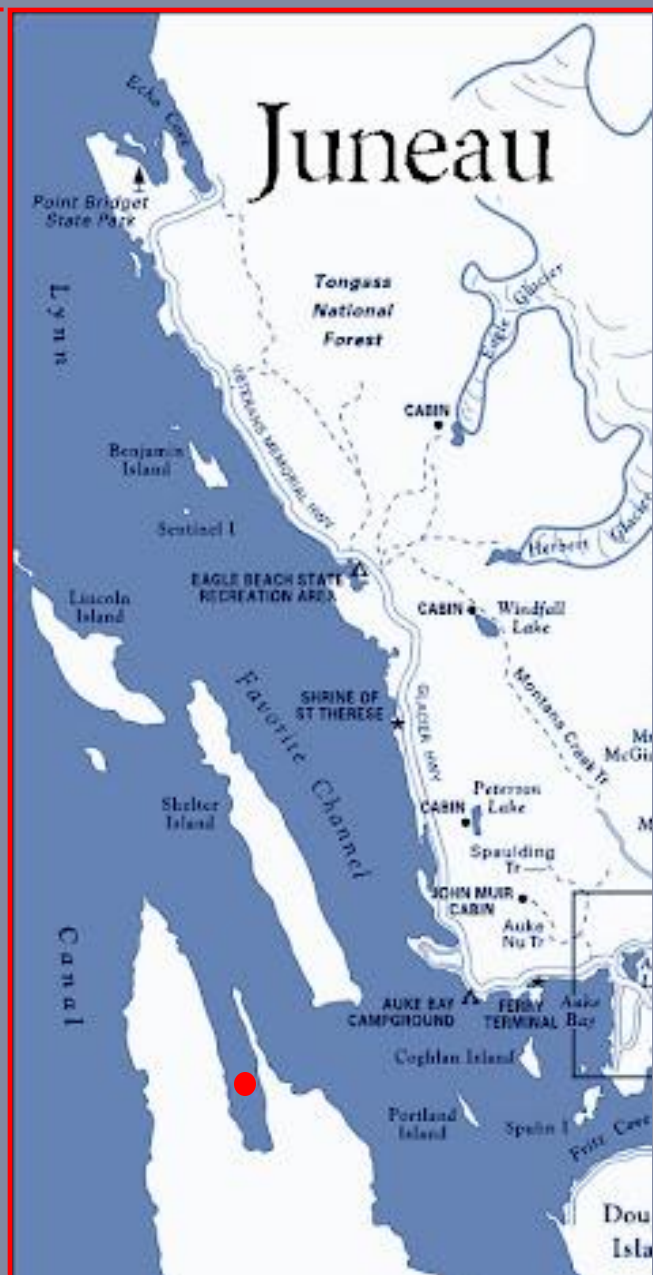 Echo Cove
Juneau
Point Bridget
State Park
Lynn
Tongass
National
Forest
Eagle Glacier
CABIN
VETERANS MEMORIAL HWY
Benjamin
Island
Sentinel I
Herbert Glacier
EAGLE BEACH STATE
RECREATION AREA
Lincoln
Island
CABIN
Windfall
Lake
Favorite Channel
SHRINE OF
ST THERESE
GLACIER HWY
Montana Creek Tr
McGi
Shelter
Island
CABIN
Peterson
Lake
Spaulding
Tr
JOHN MUIR
CABIN
Auke
Nu Tr
Canal
AUKE BAY
CAMPGROUND
FERRY
TERMINAL
Auke
Bay
Coghlan Island
Portland
Island
Spuhn I
Fritz Cove
Dou
Isla